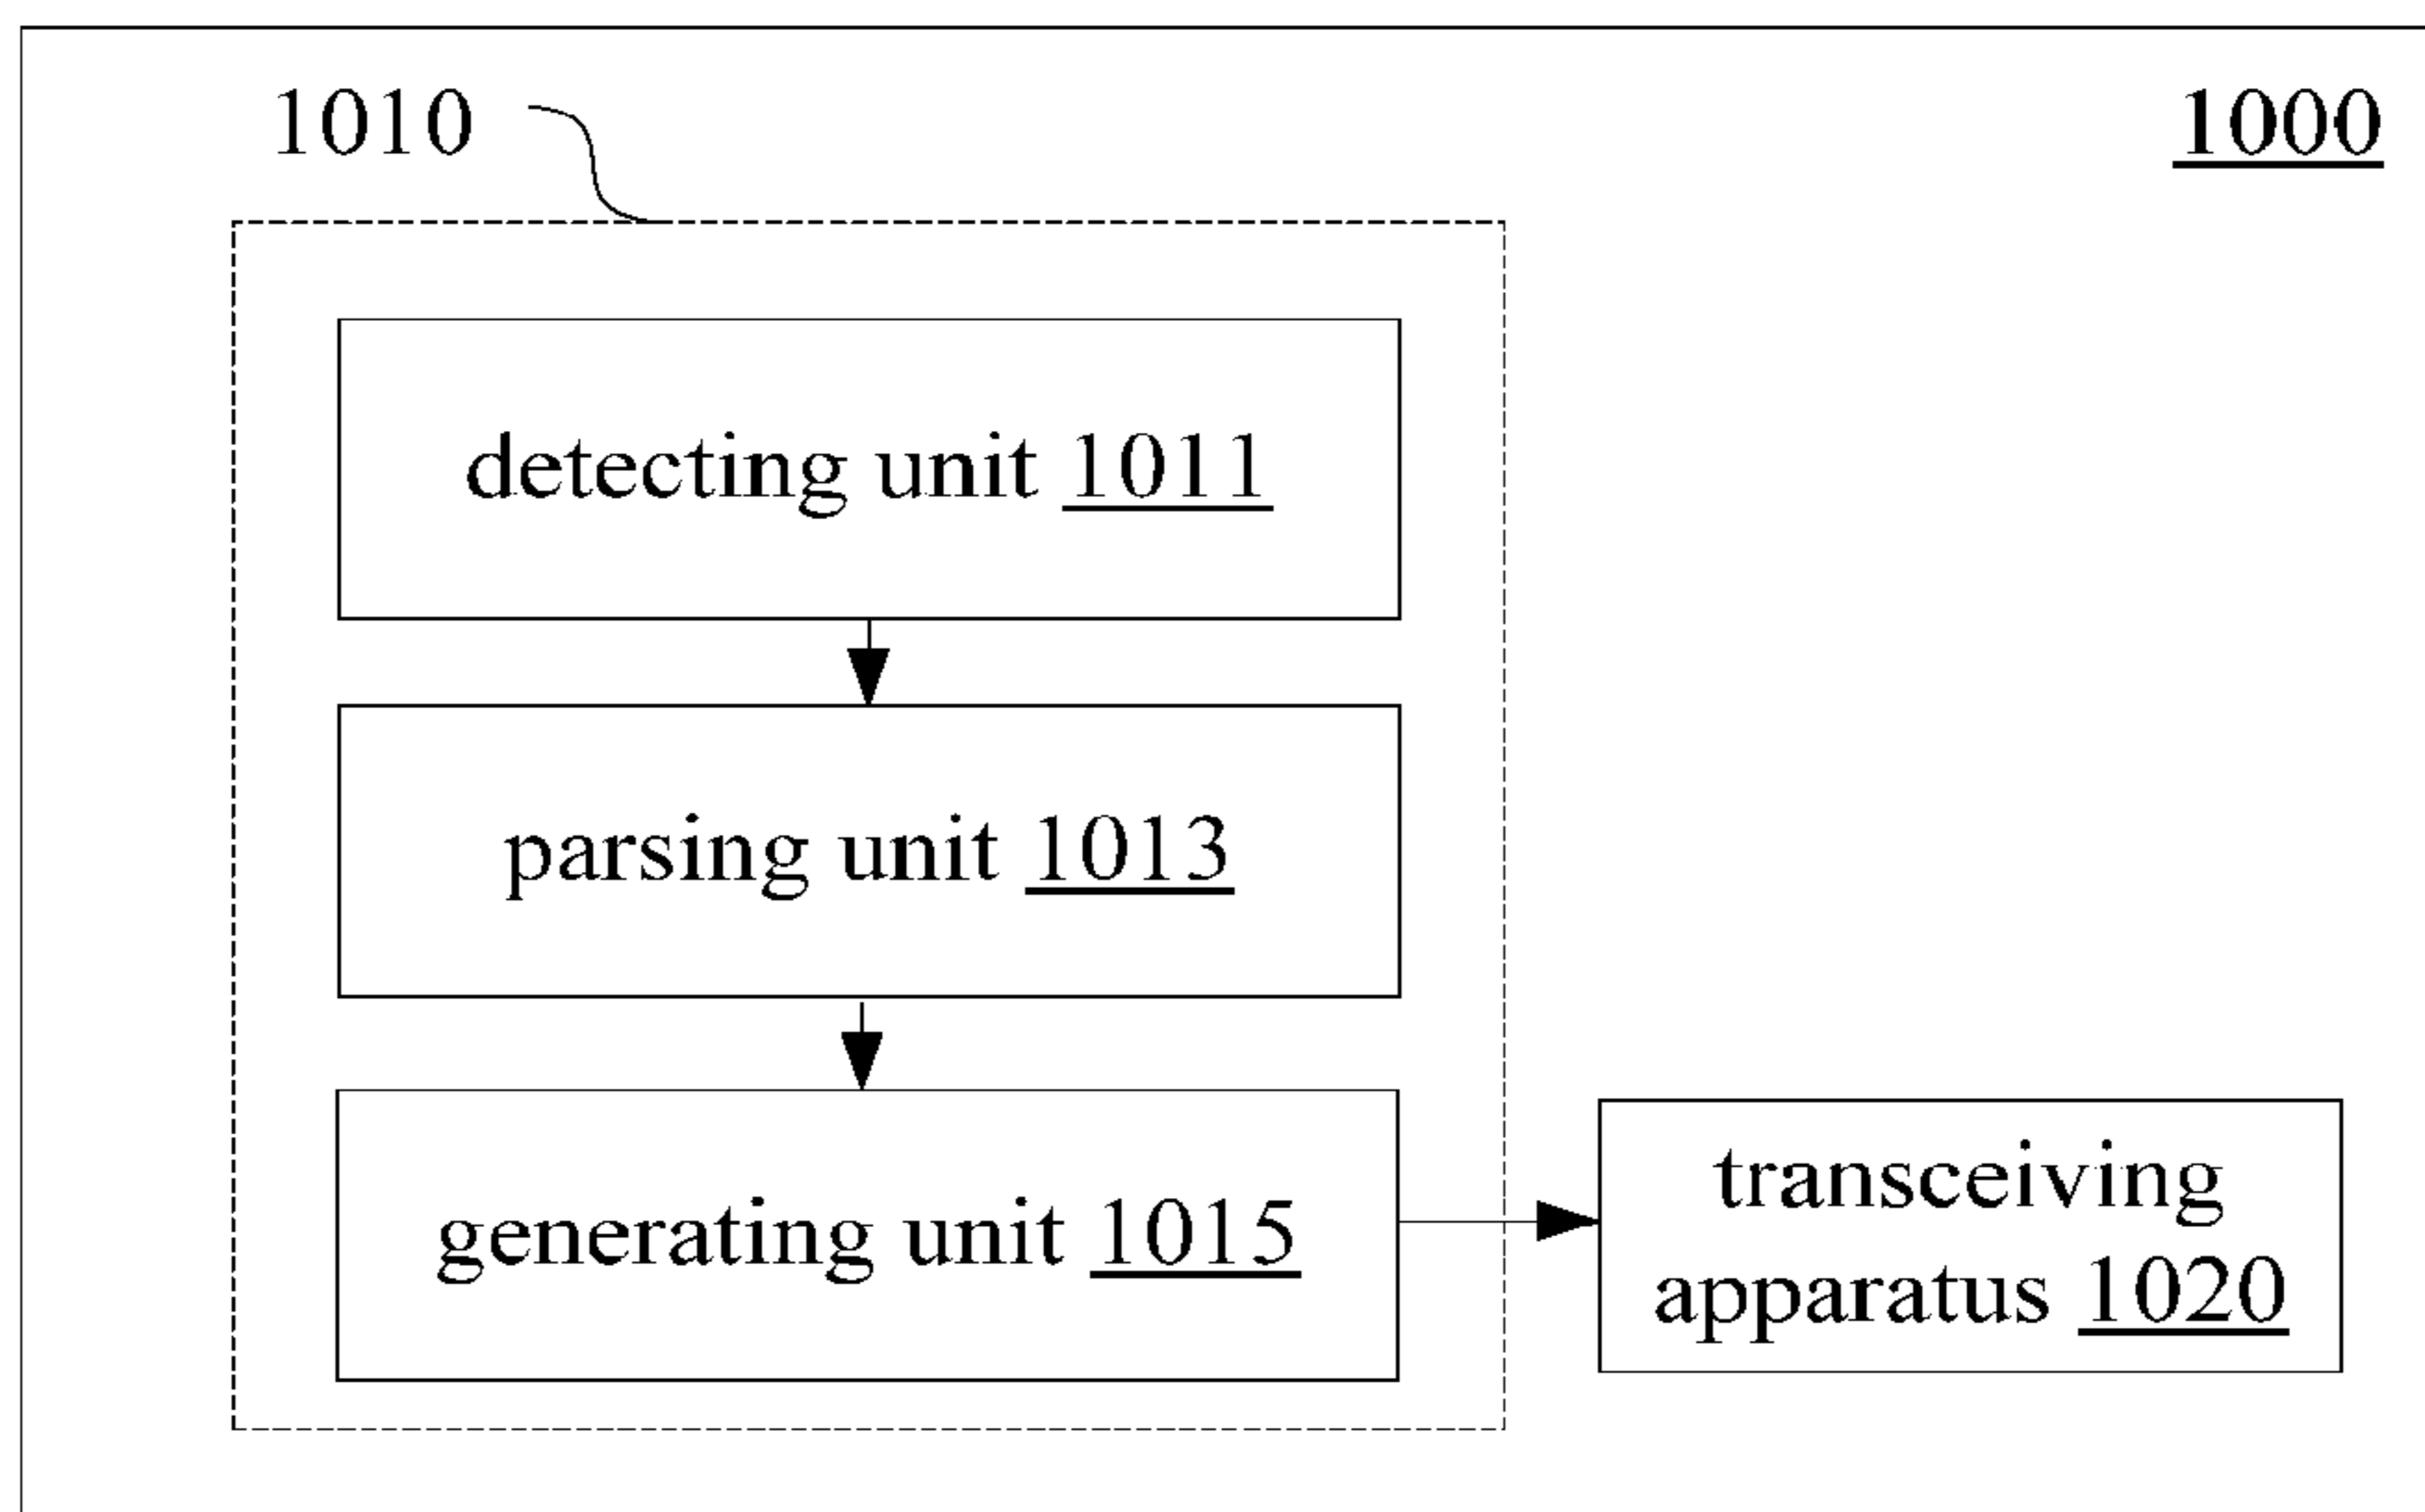 1010
1000
detecting unit 1011
parsing unit 1013
generating unit 1015
transceiving
apparatus 1020